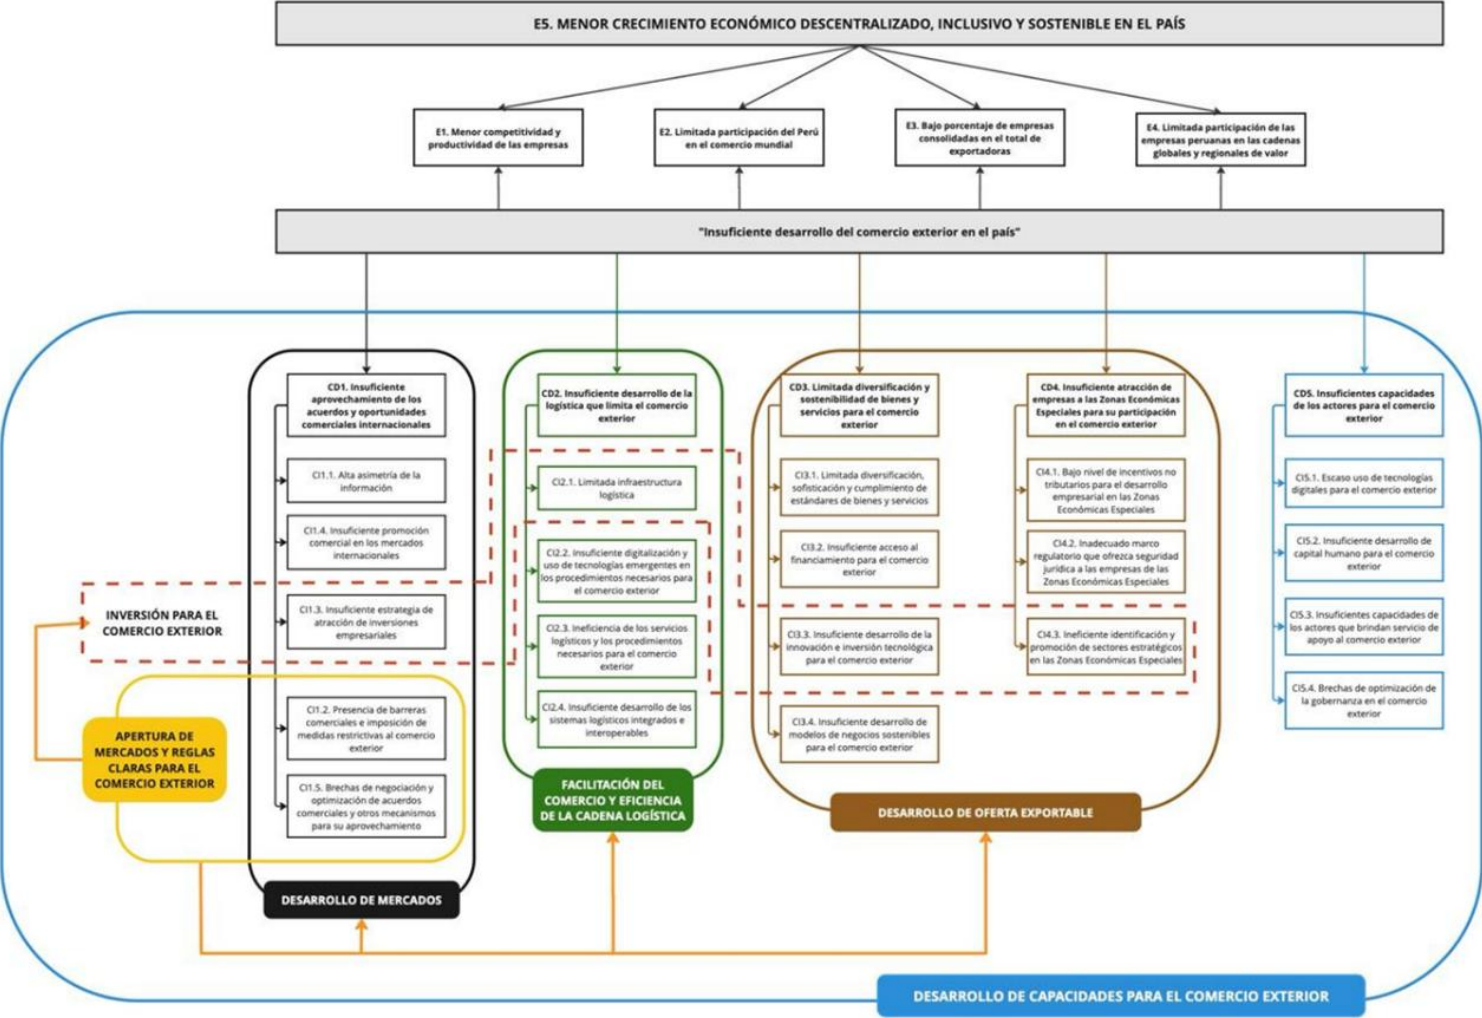 E5. MENOR CRECIMIENTO ECONÓMICO DESCENTRALIZADO, INCLUSIVO Y SOSTENIBLE EN EL PAÍS
E1. Menor competitividad y
productividad de las empresas
E2. Limitada participación del Perú
en el comercio mundial
E3. Bajo porcentaje de empresas
consolidadas en el total de
exportadoras
E4. Limitada participación de las
empresas peruanas en las cadenas
globales y regionales de valor
"Insuficiente desarrollo del comercio exterior en el país"
CD1. Insuficiente
aprovechamiento de los
acuerdos y oportunidades
comerciales internacionales
CI1.1. Alta asimetría de la
información
CI1.4. Insuficiente promoción
comercial en los mercados
internacionales
INVERSIÓN PARA EL
COMERCIO EXTERIOR
CI1.3. Insuficiente estrategia de
atracción de inversiones
empresariales
APERTURA DE
MERCADOS Y REGLAS
CLARAS PARA EL
COMERCIO EXTERIOR
CI1.2. Presencia de barreras
comerciales e imposición de
medidas restrictivas al comercio
exterior
CI1.5. Brechas de negociación y
optimización de acuerdos
comerciales y otros mecanismos
para su aprovechamiento
DESARROLLO DE MERCADOS
CD2. Insuficiente desarrollo de la
logística que limita el comercio
exterior
CI2.1. Limitada infraestructura
logística
CI2.2. Insuficiente digitalización y
uso de tecnologías emergentes en
los procedimientos necesarios para
el comercio exterior
CI2.3. Ineficiencia de los servicios
logísticos y los procedimientos
necesarios para el comercio
exterior
CI2.4. Insuficiente desarrollo de los
sistemas logísticos integrados e
interoperables
FACILITACIÓN DEL
COMERCIO Y EFICIENCIA
DE LA CADENA LOGÍSTICA
CD3. Limitada diversificación y
sostenibilidad de bienes y
servicios para el comercio
exterior
CI3.1. Limitada diversificación,
sofisticación y cumplimiento de
estándares de bienes y servicios
CI3.2. Insuficiente acceso al
financiamiento para el comercio
exterior
CI3.3. Insuficiente desarrollo de la
innovación e inversión tecnológica
para el comercio exterior
CI3.4. Insuficiente desarrollo de
modelos de negocios sostenibles
para el comercio exterior
CD4. Insuficiente atracción de
empresas a las Zonas Económicas
Especiales para su participación
en el comercio exterior
CI4.1. Bajo nivel de incentivos no
tributarios para el desarrollo
empresarial en las Zonas
Económicas Especiales
CI4.2. Inadecuado marco
regulatorio que ofrezca seguridad
jurídica a las empresas de las
Zonas Económicas Especiales
CI4.3. Ineficiente identificación y
promoción de sectores estratégicos
en las Zonas Económicas Especiales
DESARROLLO DE OFERTA EXPORTABLE
CD5. Insuficientes capacidades
de los actores para el comercio
exterior
CI5.1. Escaso uso de tecnologías
digitales para el comercio exterior
CI5.2. Insuficiente desarrollo de
capital humano para el comercio
exterior
CI5.3. Insuficientes capacidades de
los actores que brindan servicio de
apoyo al comercio exterior
CI5.4. Brechas de optimización de
la gobernanza en el comercio
exterior
DESARROLLO DE CAPACIDADES PARA EL COMERCIO EXTERIOR